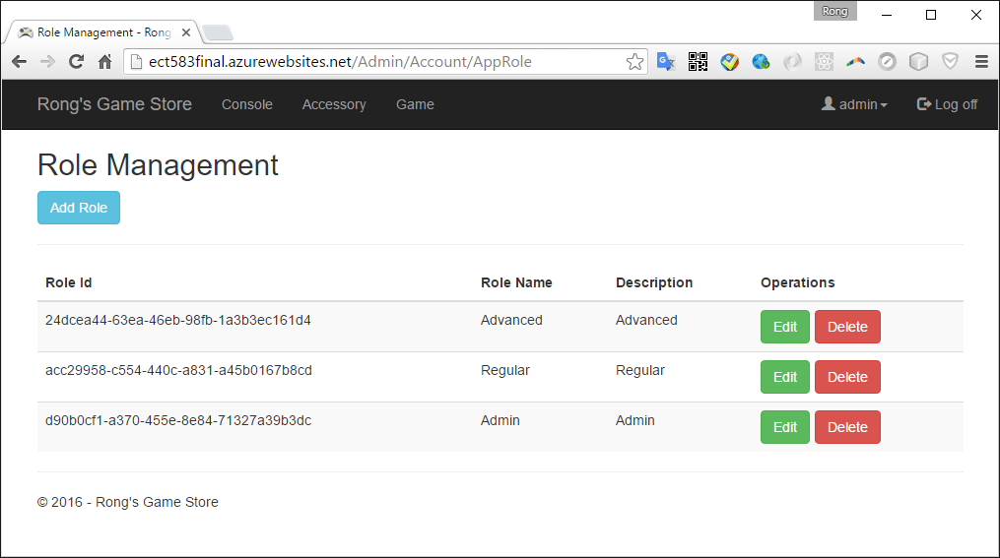 Rong
Role Management - Rong
ect583final.azurewebsites.net/Admin/Account/AppRole
Rong's Game Store Console Accessory Game admin Log off
Role Management
Add Role
Role Id Role Name Description Operations
24dcea44-63ea-46eb-98fb-1a3b3ec161d4 Advanced Advanced Edit Delete
acc29958-c554-440c-a831-a45b0167b8cd Regular Regular Edit Delete
d90b0cf1-a370-455e-8e84-71327a39b3dc Admin Admin Edit Delete
© 2016 - Rong's Game Store